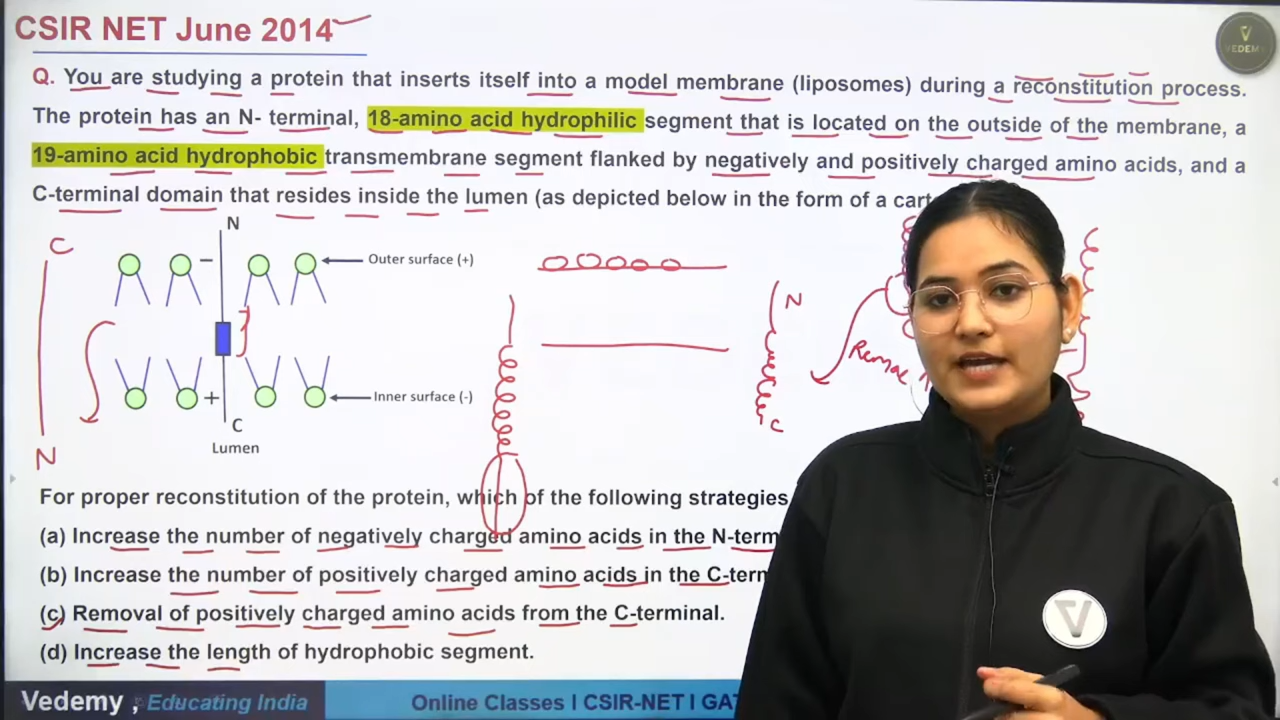 CSIR NET June 2014
VEDEMY
Q. You are studying a protein that inserts itself into a model membrane (liposomes) during a reconstitution process.
The protein has an N- terminal, 18-amino acid hydrophilic segment that is located on the outside of the membrane, a
19-amino acid hydrophobic transmembrane segment flanked by negatively and positively charged amino acids, and a
C-terminal domain that resides inside the lumen (as depicted below in the form of a
C
N
Outer surface (+)
−
N
+
Inner surface (-)
C
Lumen
N
C
For proper reconstitution of the protein, which of the following strategies
(a) Increase the number of negatively charged amino acids in the
(b) Increase the number of positively charged amino acids in the
(c) Removal of positively charged amino acids from the C-terminal.
(d) Increase the length of hydrophobic segment.
Vedemy , Educating India
Online Classes I CSIR-NET I